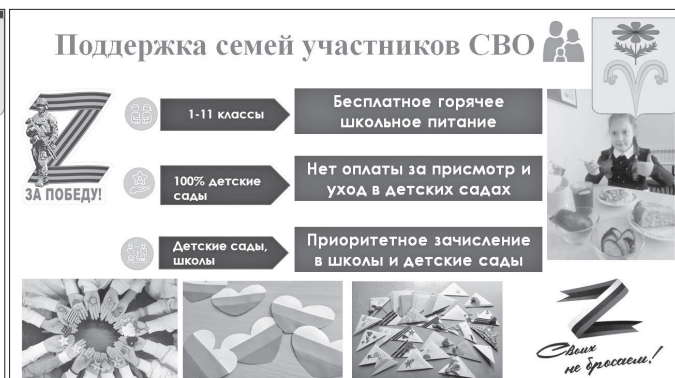 Поддержка семей участников СВО
1-11 классы
Бесплатное горячее
школьное питание
ЗА ПОБЕДУ!
100% детские
сады
Нет оплаты за присмотр и
уход в детских садах
Детские сады,
школы
Приоритетное зачисление
в школы и детские сады
Своих
не бросаем!